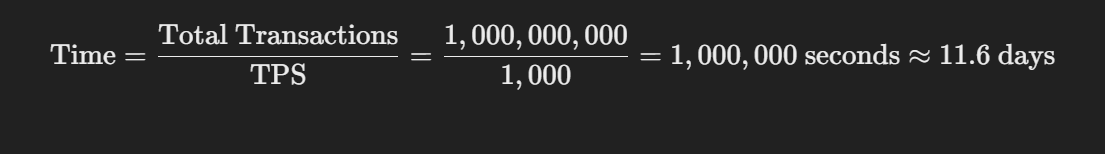 Time = Total Transactions / TPS = 1,000,000,000 / 1,000 = 1,000,000 seconds ≈ 11.6 days